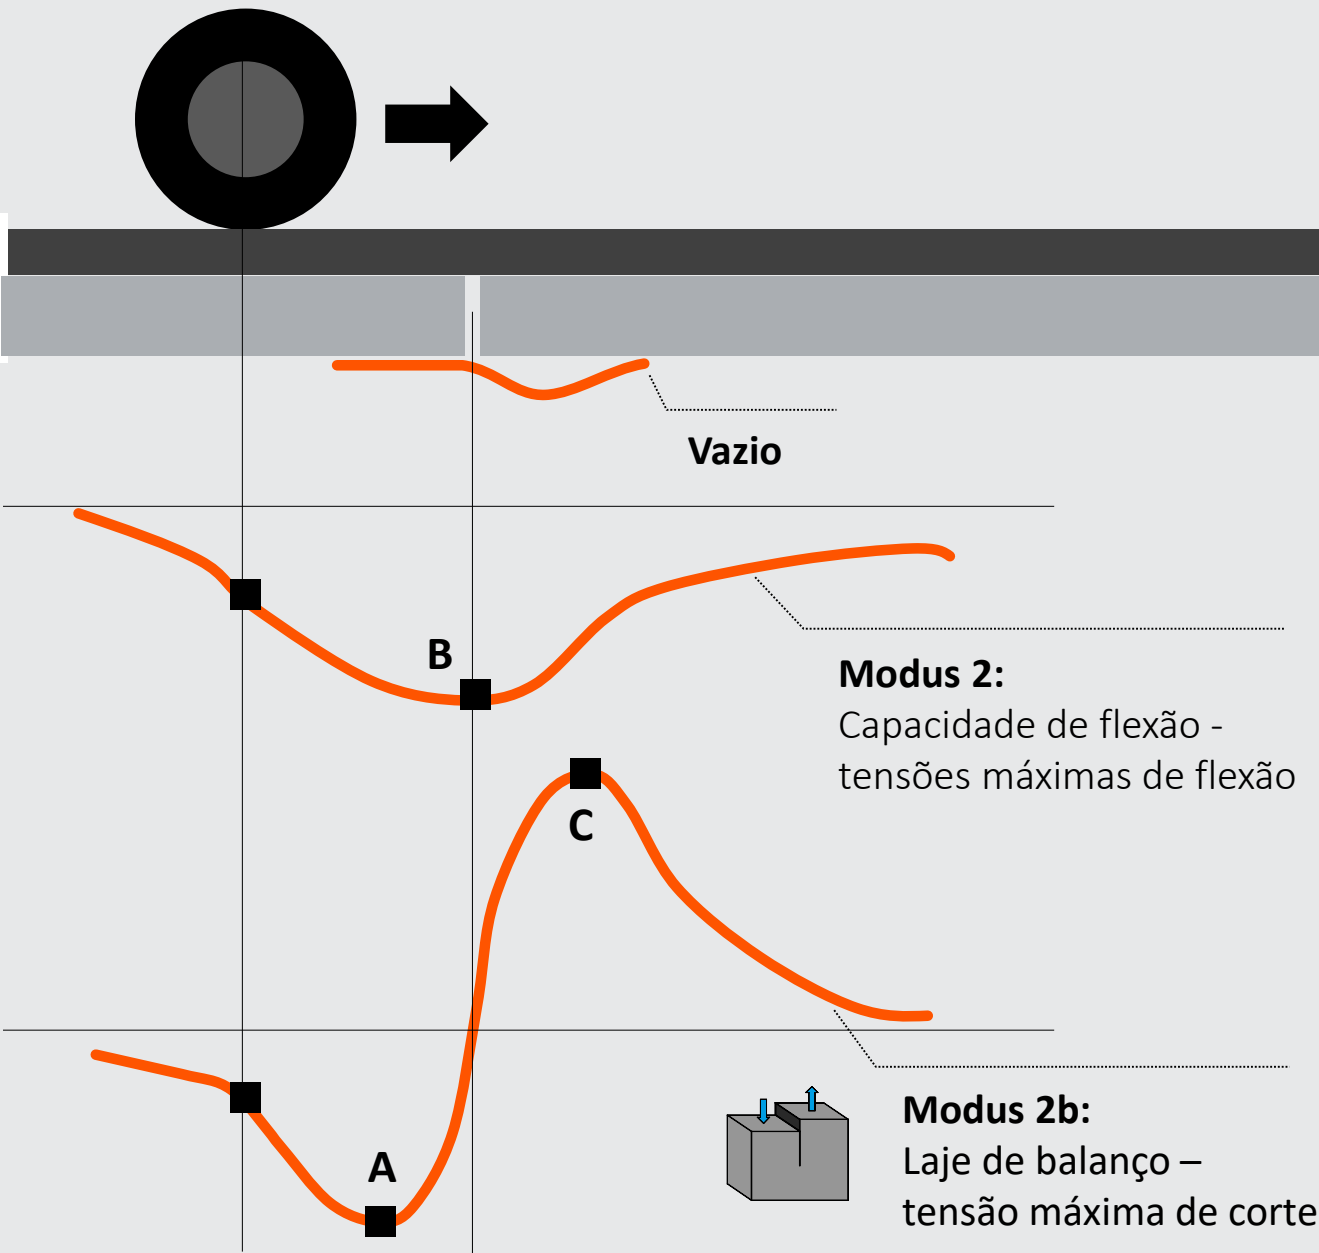 Vazio
B
Modus 2:
Capacidade de flexão -
tensões máximas de flexão
C
A
Modus 2b:
Laje de balanço –
tensão máxima de corte